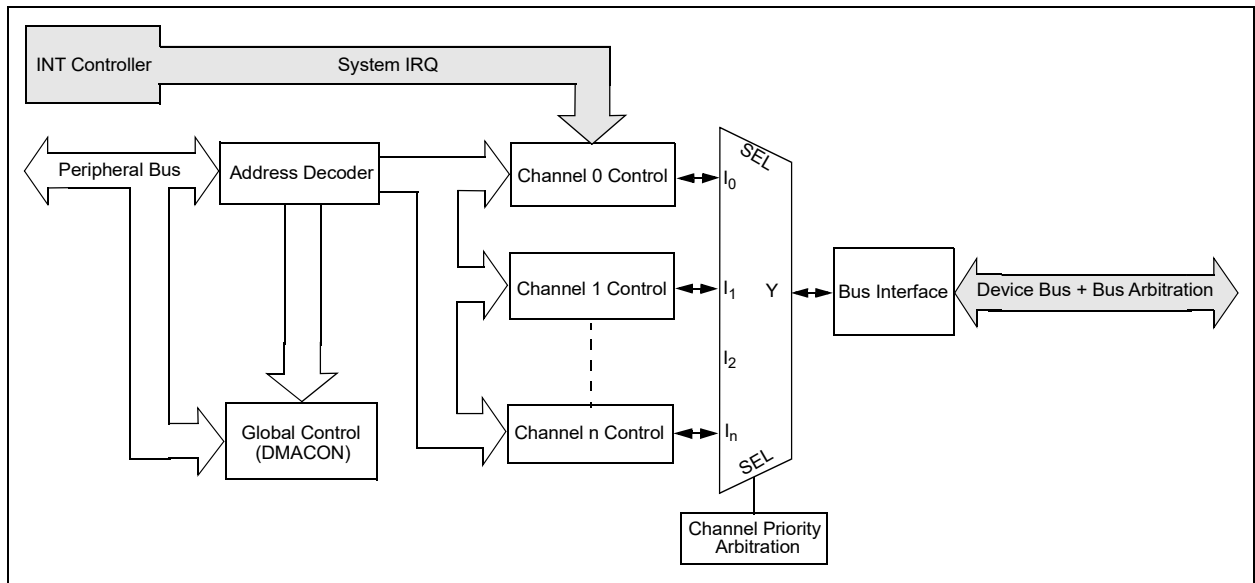 INT Controller
System IRQ
Peripheral Bus
Address Decoder
Channel 0 Control
SEL
I0
Channel 1 Control
I1
Y
Bus Interface
Device Bus + Bus Arbitration
I2
Global Control
(DMACON)
Channel n Control
In
SEL
Channel Priority
Arbitration